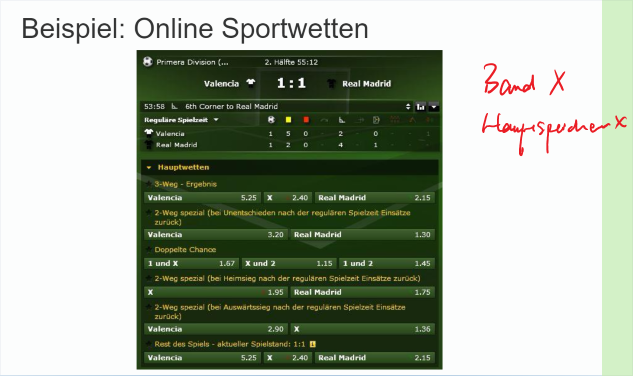 Beispiel: Online Sportwetten
Primera Division (... 2. Hälfte 55:12
Valencia 1:1 Real Madrid
53:58 6th Corner to Real Madrid
Reguläre Spielzeit
Valencia 1 5 0 2 0
Real Madrid 1 2 0 4 1
Hauptwetten
3-Weg - Ergebnis
Valencia 5.25 X 2.40 Real Madrid 2.15
2-Weg spezial (bei Unentschieden nach der regulären Spielzeit Einsätze
zurück)
Valencia 3.20 Real Madrid 1.30
Doppelte Chance
1 und X 1.67 X und 2 1.15 1 und 2 1.45
2-Weg spezial (bei Heimsieg nach der regulären Spielzeit Einsätze zurück)
X 1.95 Real Madrid 1.75
2-Weg spezial (bei Auswärtssieg nach der regulären Spielzeit Einsätze
zurück)
Valencia 2.90 X 1.36
Rest des Spiels - aktueller Spielstand: 1:1
Valencia 5.25 X 2.40 Real Madrid 2.15
Band X
Hauptspeicher X